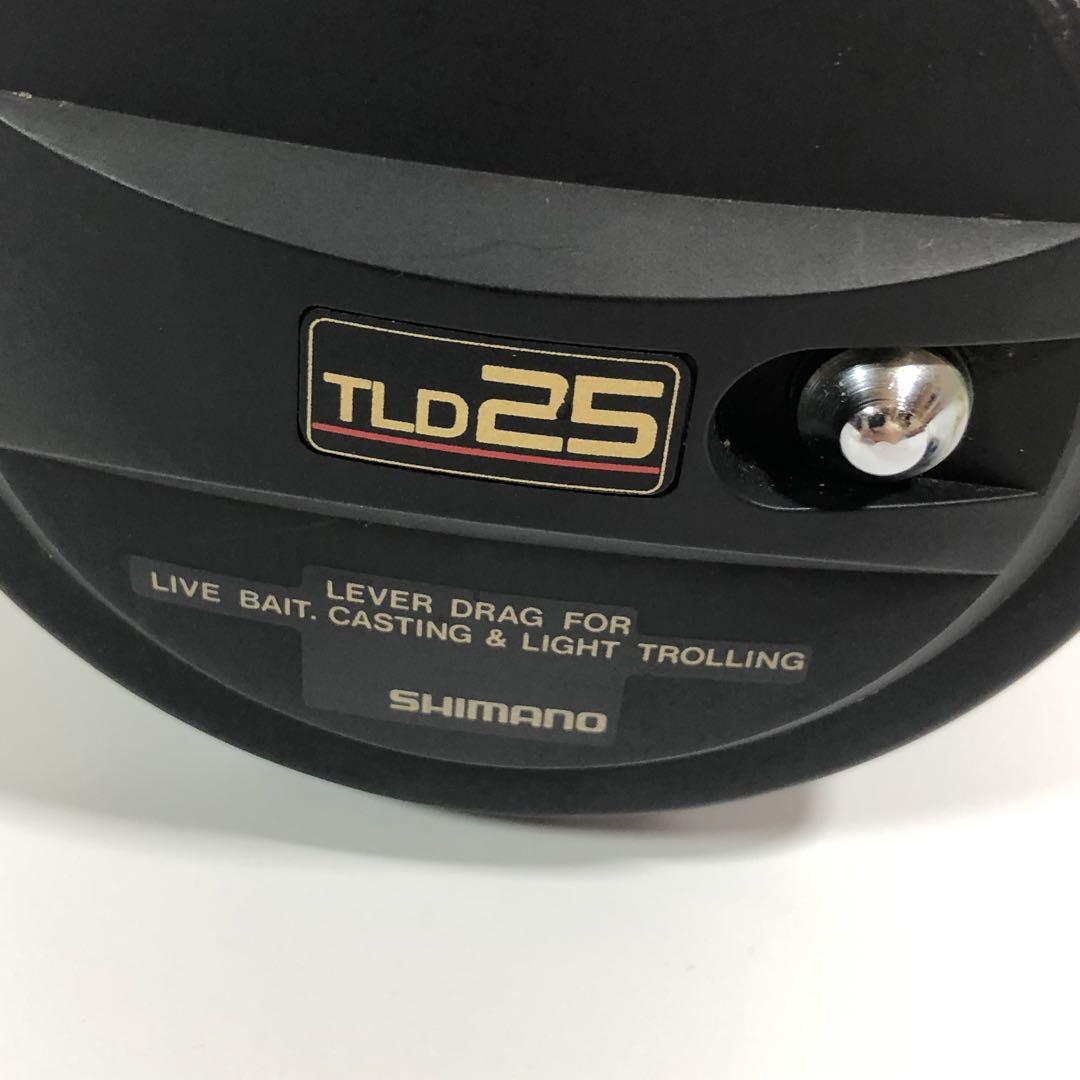 TLD25
LEVER DRAG FOR
LIVE BAIT. CASTING & LIGHT TROLLING
SHIMANO